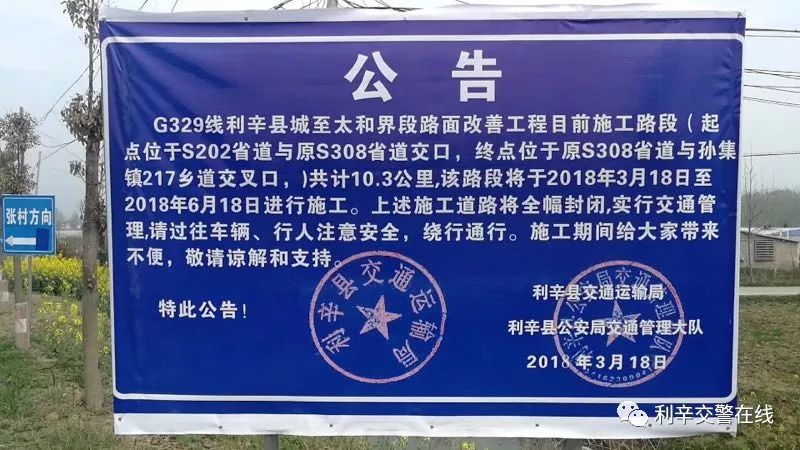 公告
G329线利辛县城至太和界段路面改善工程目前施工路段（起
点位于S202省道与原S308省道交口，终点位于原S308省道与孙集
镇217乡道交叉口，)共计10.3公里,该路段将于2018年3月18日至
2018年6月18日进行施工。上述施工道路将全幅封闭,实行交通管
理,请过往车辆、行人注意安全，绕行通行。施工期间给大家带来
不便，敬请谅解和支持。
特此公告！
利辛县交通运输局
利辛县交通运输局
利辛县公安局交通管理大队
2018年3月18日
张村方向
利辛交警在线